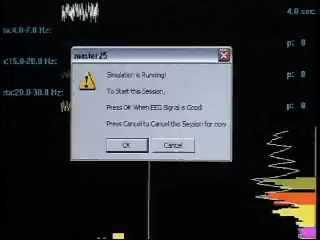 4.0 sec.
ta:4.0-7.0 Hz:
p: 0
master25
Simulation is Running!
To Start this Session,
x:15.0-20.0 Hz:
p: 0
Press OK When EEG Signal is Good!
eta:20.0-30.0 Hz:
p: 0
Press Cancel to Cancel this Session for now
OK
Cancel